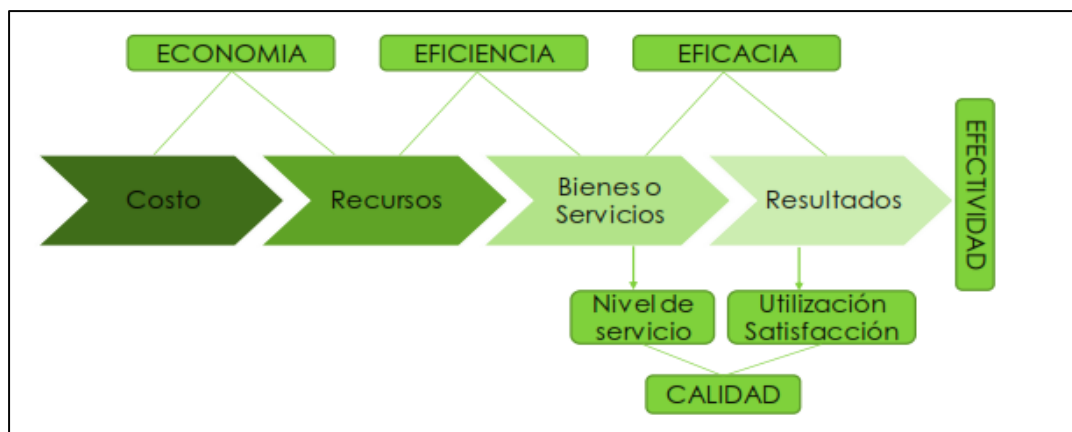 ECONOMIA
EFICIENCIA
EFICACIA
EFECTIVIDAD
Costo
Recursos
Bienes o
Servicios
Resultados
Nivel de
servicio
Utilización
Satisfacción
CALIDAD